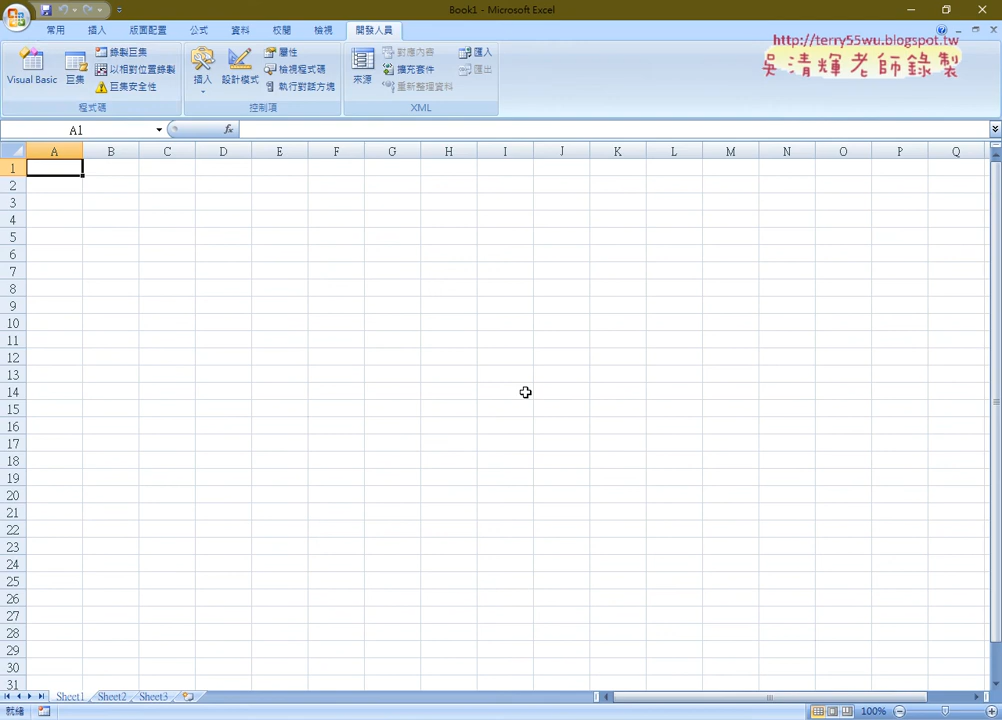 Book1 - Microsoft Excel
常用 插入 版面配置 公式 資料 校閱 檢視 開發人員
http://terry55wu.blogspot.tw
吳清輝老師錄製
Visual Basic 巨集 錄製巨集 以相對位置錄製 巨集安全性
程式碼
插入 設計模式 屬性 檢視程式碼 執行對話方塊
控制項
來源 對應內容 擴充套件 重新整理資料 匯入 匯出
XML
A1 fx
A B C D E F G H I J K L M N O P Q
1
2
3
4
5
6
7
8
9
10
11
12
13
14
15
16
17
18
19
20
21
22
23
24
25
26
27
28
29
30
31
Sheet1 Sheet2 Sheet3
就緒 100%